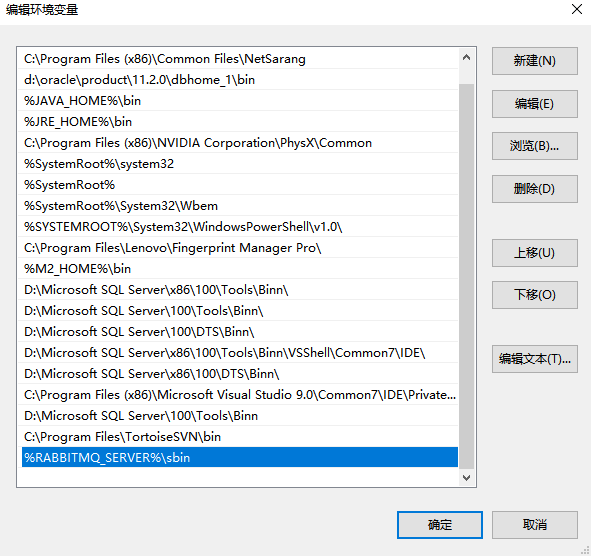 编辑环境变量
C:\Program Files (x86)\Common Files\NetSarang
d:\oracle\product\11.2.0\dbhome_1\bin
%JAVA_HOME%\bin
%JRE_HOME%\bin
C:\Program Files (x86)\NVIDIA Corporation\PhysX\Common
%SystemRoot%\system32
%SystemRoot%
%SystemRoot%\System32\Wbem
%SYSTEMROOT%\System32\WindowsPowerShell\v1.0\
C:\Program Files\Lenovo\Fingerprint Manager Pro\
%M2_HOME%\bin
D:\Microsoft SQL Server\x86\100\Tools\Binn\
D:\Microsoft SQL Server\100\Tools\Binn\
D:\Microsoft SQL Server\100\DTS\Binn\
D:\Microsoft SQL Server\x86\100\Tools\Binn\VSShell\Common7\IDE\
D:\Microsoft SQL Server\x86\100\DTS\Binn\
C:\Program Files (x86)\Microsoft Visual Studio 9.0\Common7\IDE\Private...
D:\Microsoft SQL Server\100\Tools\Binn
C:\Program Files\TortoiseSVN\bin
%RABBITMQ_SERVER%\sbin
新建(N)
编辑(E)
浏览(B)...
删除(D)
上移(U)
下移(O)
编辑文本(T)...
确定
取消